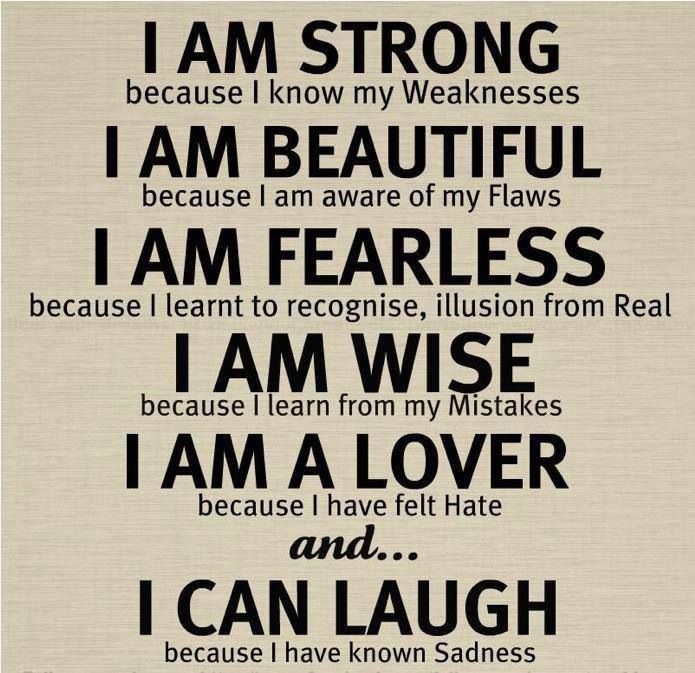 I AM STRONG
because I know my Weaknesses
I AM BEAUTIFUL
because I am aware of my Flaws
I AM FEARLESS
because I learnt to recognise, illusion from Real
I AM WISE
because I learn from my Mistakes
I AM A LOVER
because I have felt Hate
and...
I CAN LAUGH
because I have known Sadness